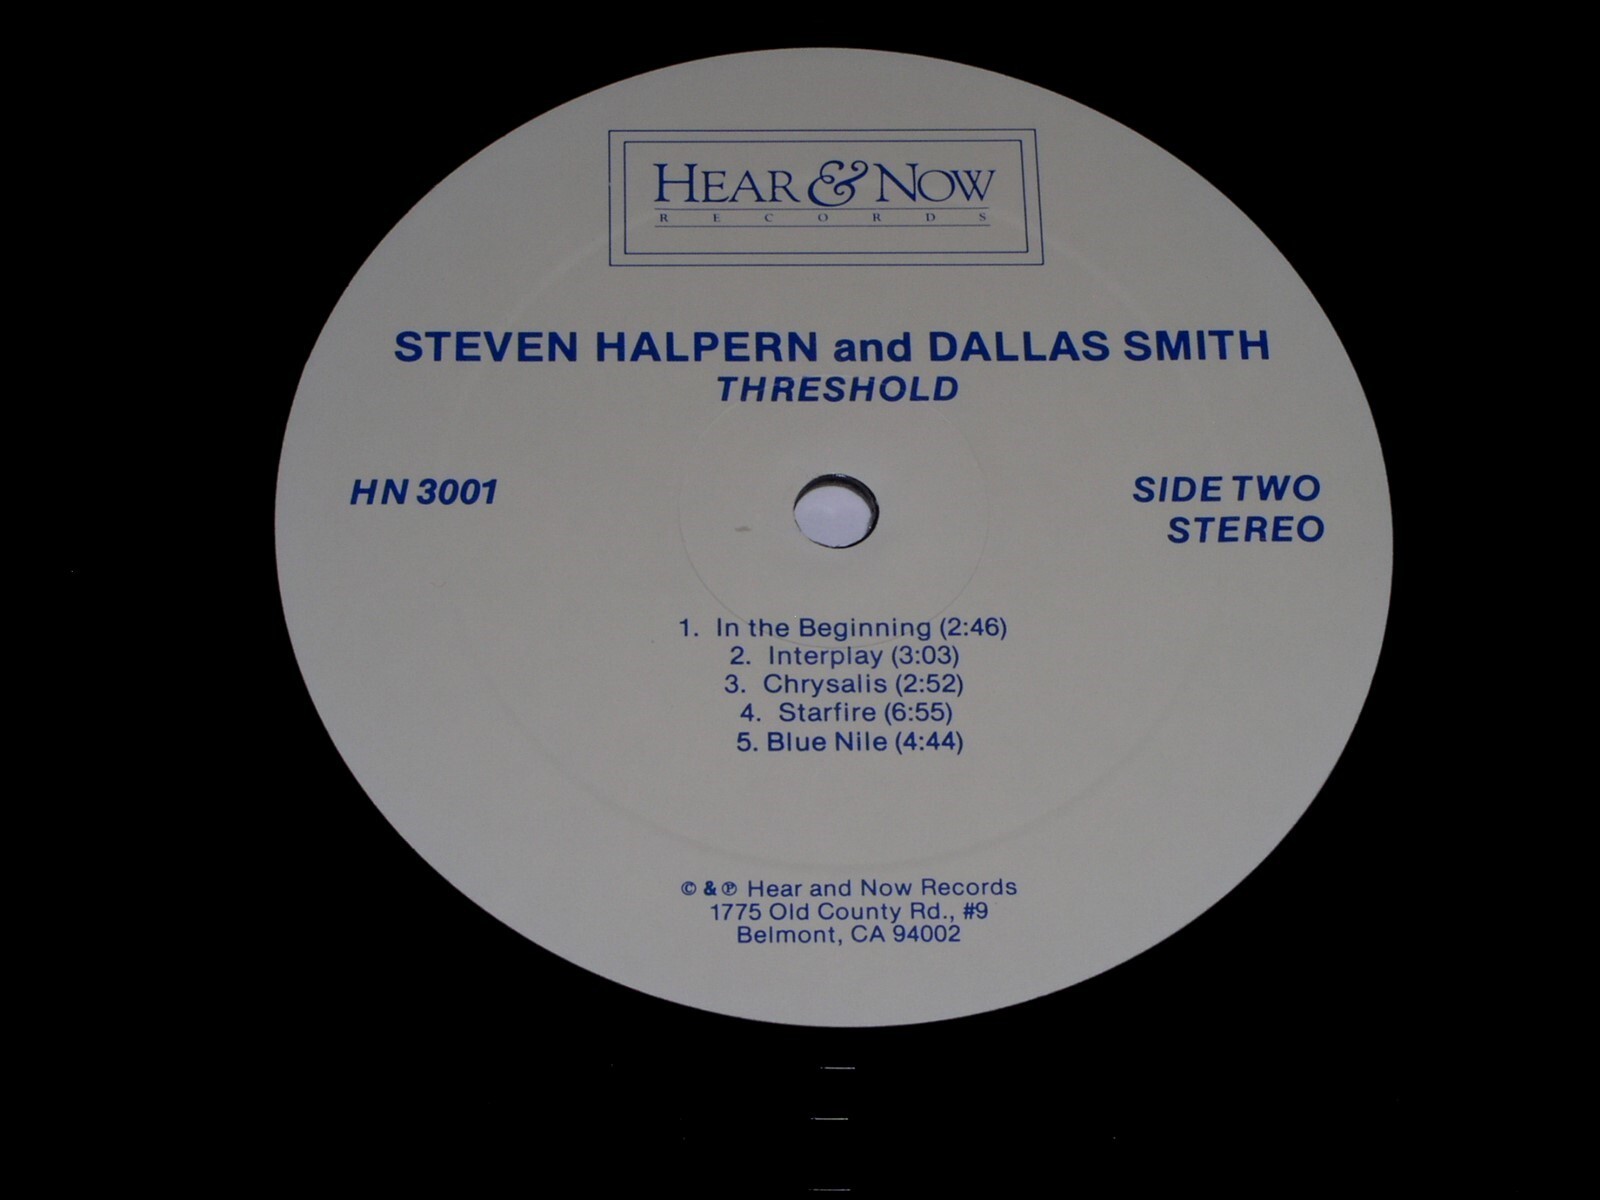 HEAR & NOW
RECORDS
STEVEN HALPERN and DALLAS SMITH
THRESHOLD
HN 3001
SIDE TWO
STEREO
1. In the Beginning (2:46)
2. Interplay (3:03)
3. Chrysalis (2:52)
4. Starfire (6:55)
5. Blue Nile (4:44)
© & ℗ Hear and Now Records
1775 Old County Rd., #9
Belmont, CA 94002